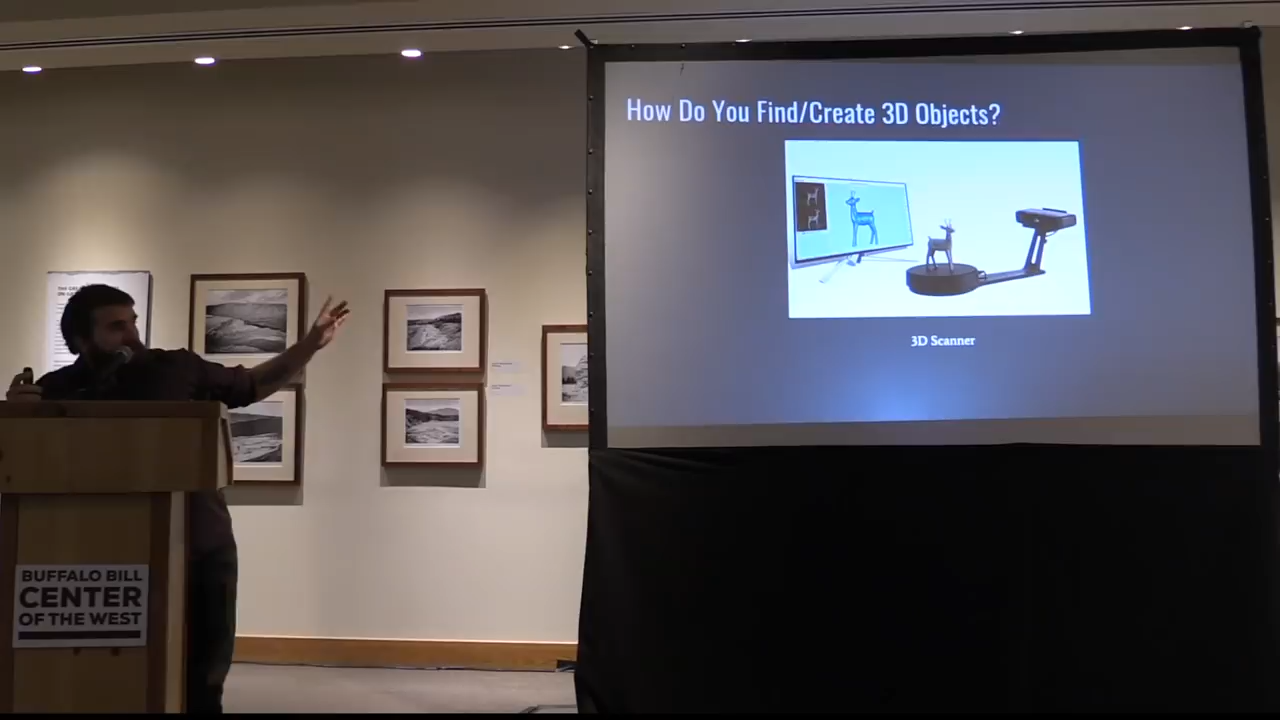 How Do You Find/Create 3D Objects?
3D Scanner
BUFFALO BILL
CENTER
OF THE WEST